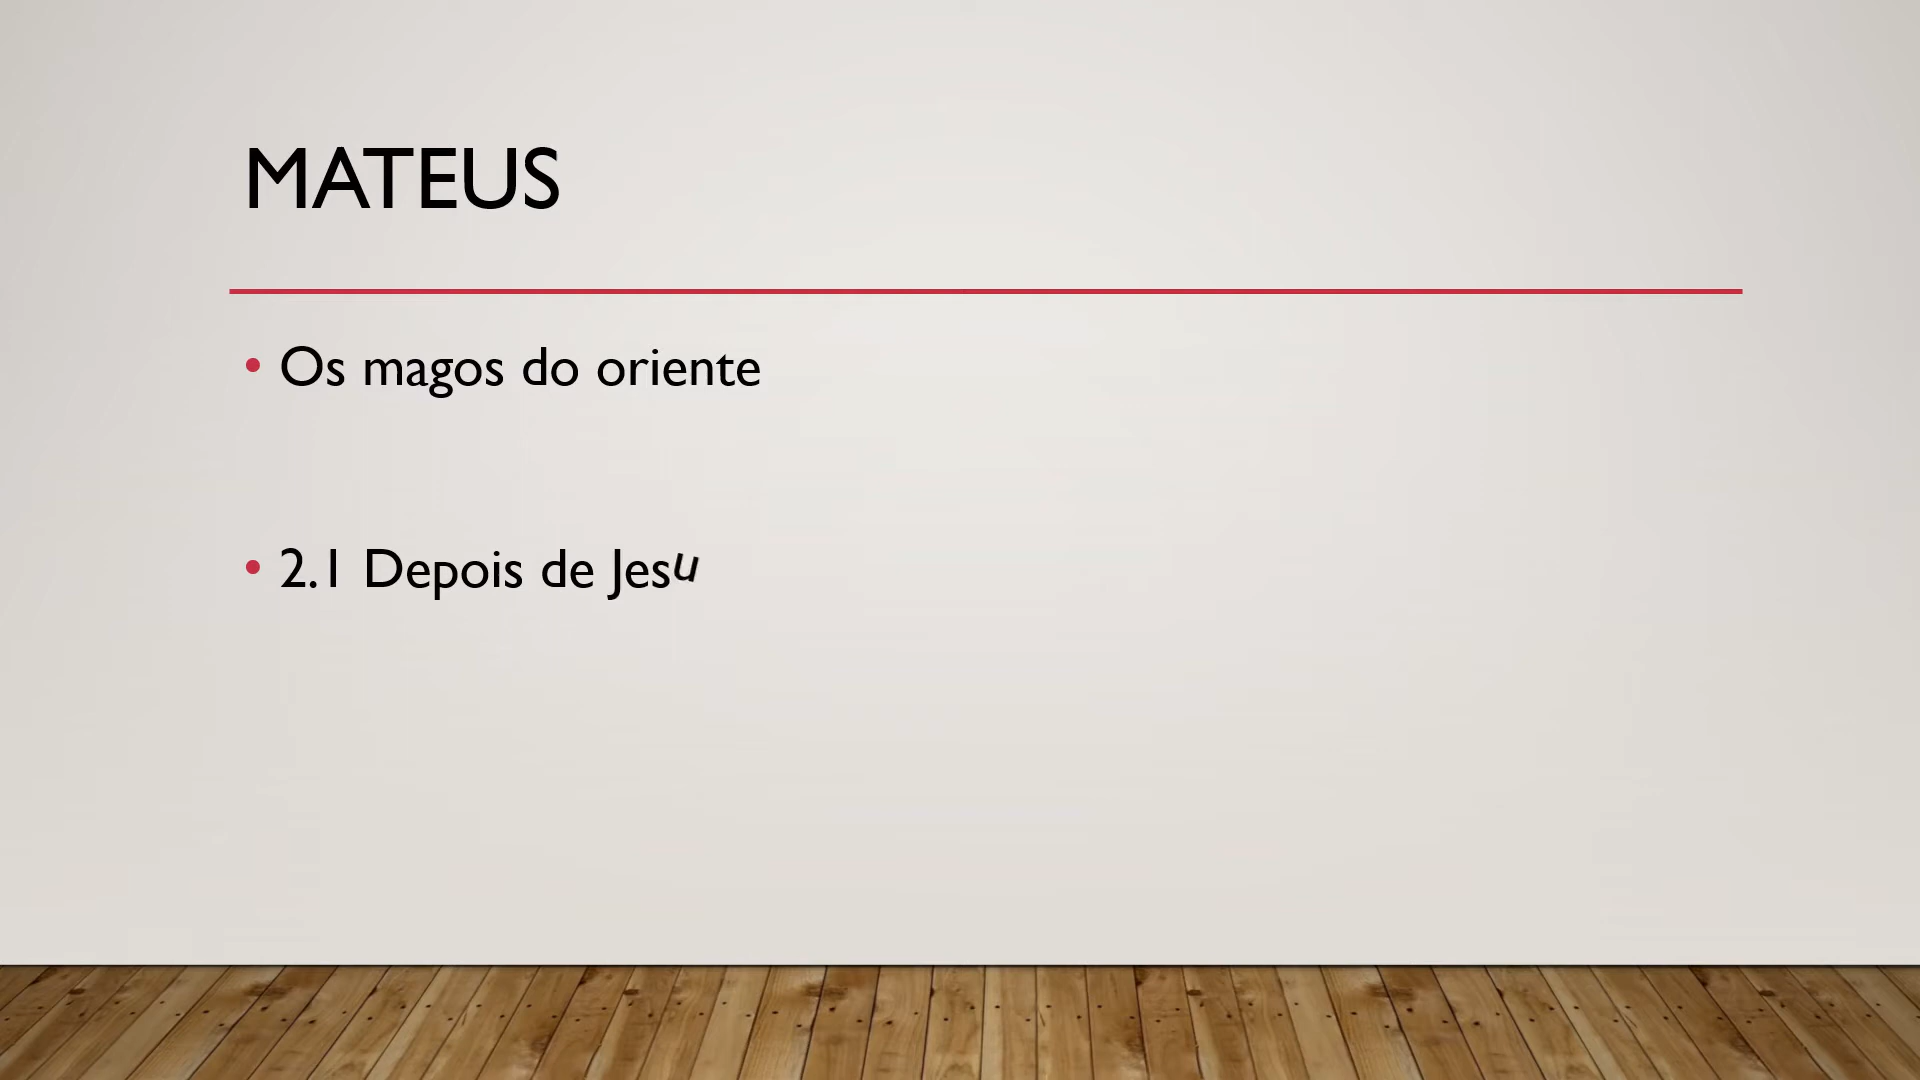 MATEUS
• Os magos do oriente
• 2.1 Depois de Jesu